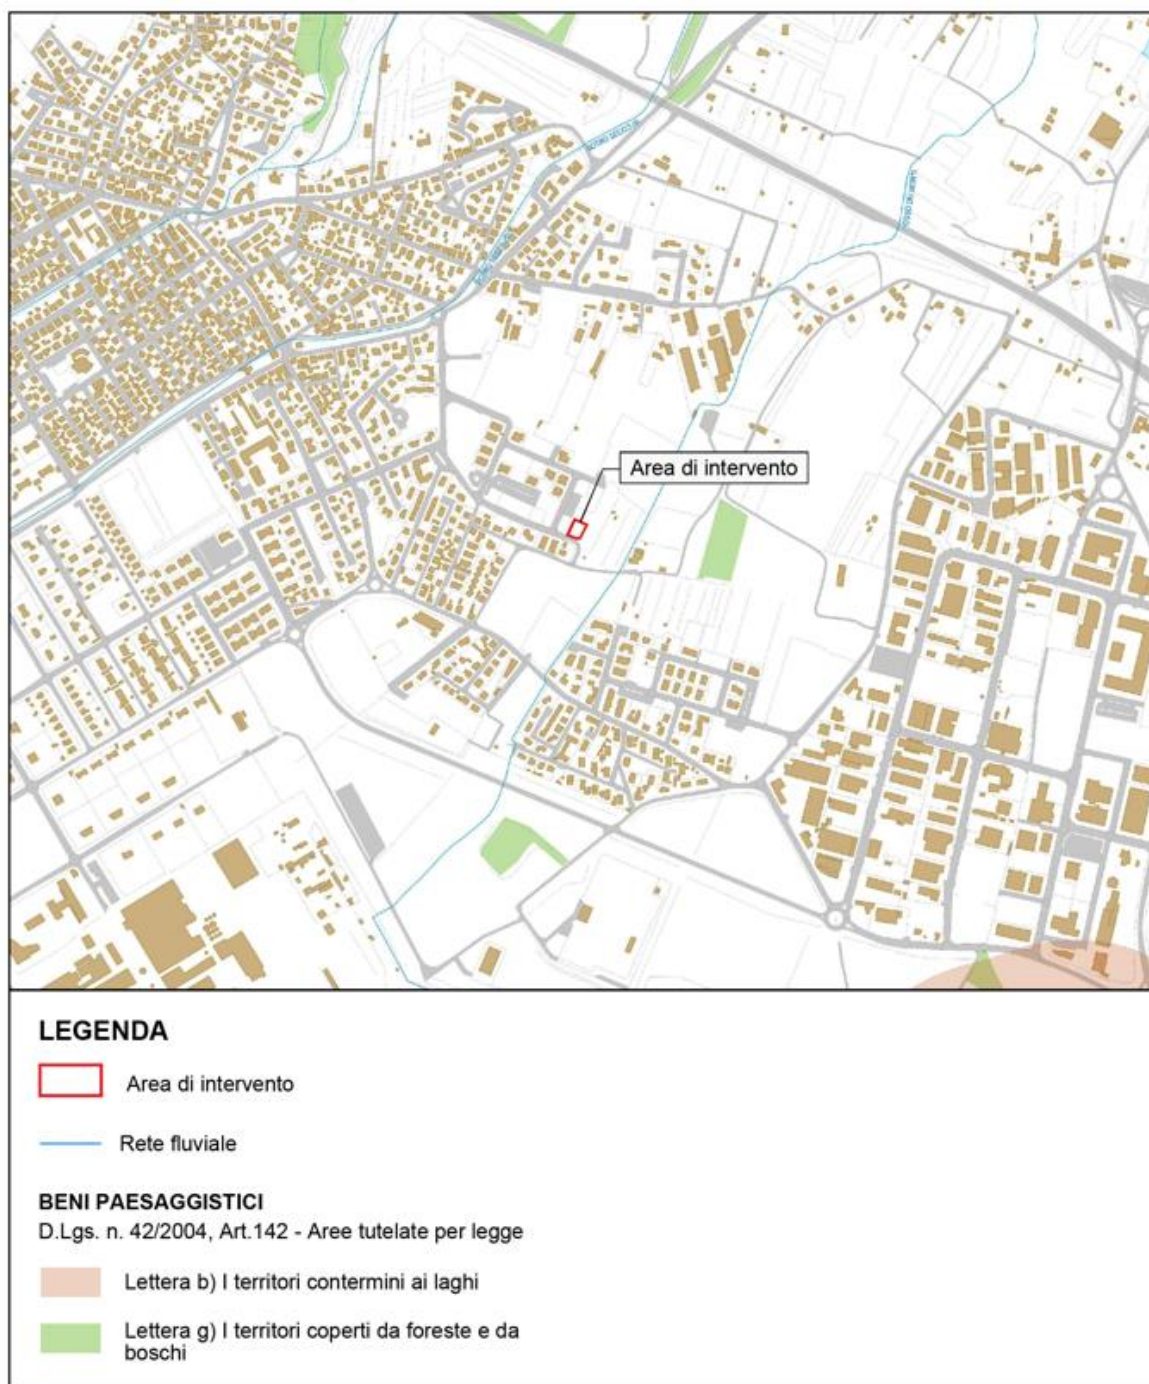 Area di intervento
LEGENDA
Area di intervento
Rete fluviale
BENI PAESAGGISTICI
D.Lgs. n. 42/2004, Art.142 - Aree tutelate per legge
Lettera b) I territori contermini ai laghi
Lettera g) I territori coperti da foreste e da
boschi